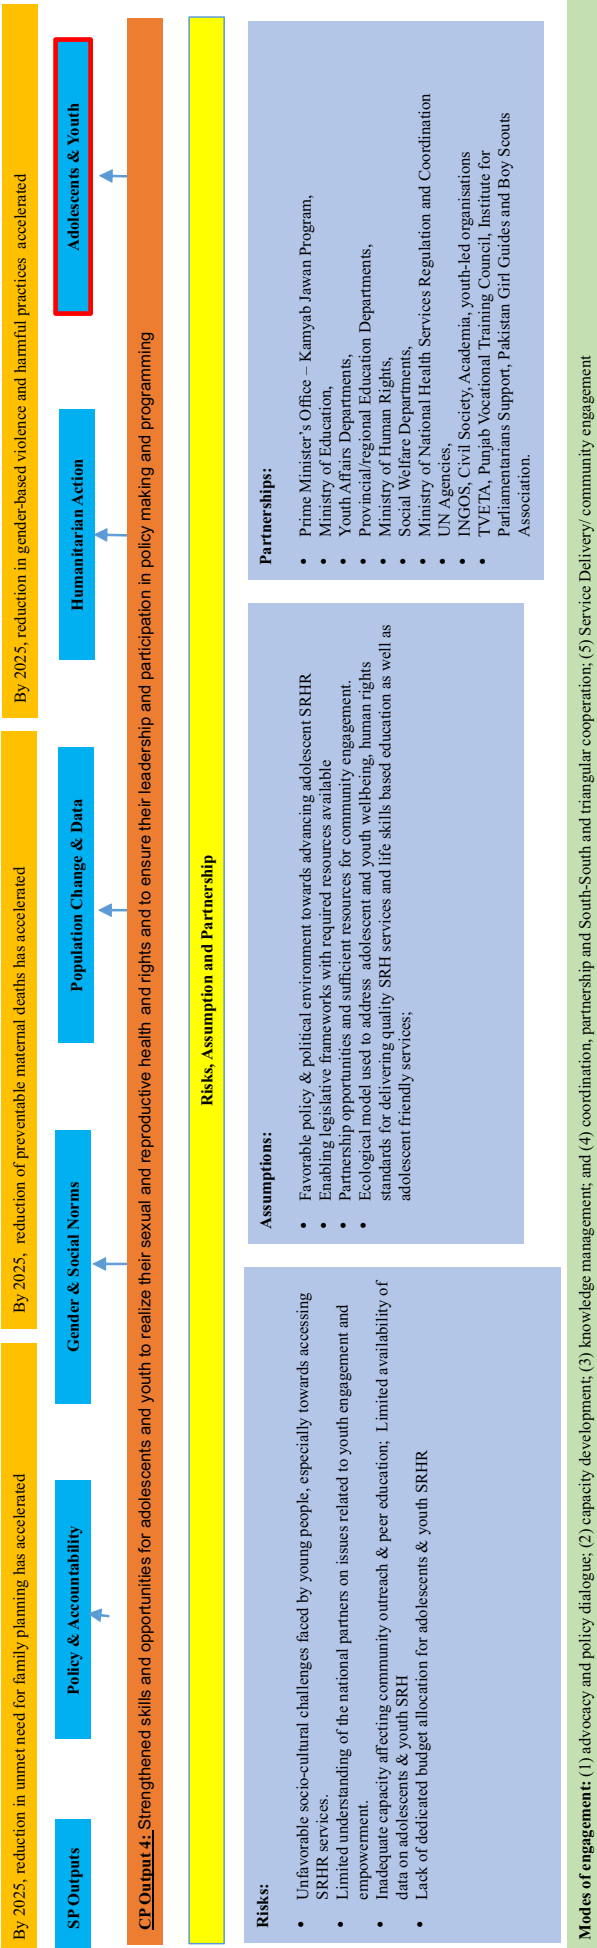 By 2025, reduction in unmet need for family planning has accelerated
By 2025,  reduction of preventable maternal deaths has accelerated
By 2025, reduction in gender-based violence and harmful practices  accelerated
SP Outputs
Policy & Accountability
Gender & Social Norms
Population Change & Data
Humanitarian Action
Adolescents & Youth
CP Output 4: Strengthened skills and opportunities for adolescents and youth to realize their sexual and reproductive health  and rights and to ensure their leadership and participation in policy making and programming
Risks, Assumption and Partnership
Risks:
• Unfavorable socio-cultural challenges faced by young people, especially towards accessing
SRHR services.
• Limited understanding of the national partners on issues related to youth engagement and
empowerment.
• Inadequate capacity affecting community outreach & peer education;  Limited availability of
data on adolescents & youth SRH
• Lack of dedicated budget allocation for adolescents & youth SRHR
Assumptions:
• Favorable policy & political environment towards advancing adolescent SRHR
• Enabling legislative frameworks with required resources available
• Partnership opportunities and sufficient resources for community engagement.
• Ecological model used to address  adolescent and youth well-being, human rights
standards for delivering quality SRH services and life skills based education as well as
adolescent friendly services;
Partnerships:
• Prime Minister's Office – Kamyab Jawan Program,
• Ministry of Education,
• Youth Affairs Departments,
• Provincial/regional Education Departments,
• Ministry of Human Rights,
• Social Welfare Departments,
• Ministry of National Health Services Regulation and Coordination
• UN Agencies,
• INGOS, Civil Society, Academia, youth-led organisations
• TVETA, Punjab Vocational Training Council, Institute for
Parliamentarians Support, Pakistan Girl Guides and Boy Scouts
Association.
Modes of engagement: (1) advocacy and policy dialogue; (2) capacity development; (3) knowledge management; and (4) coordination, partnership and South-South and triangular cooperation; (5) Service Delivery/ community engagement